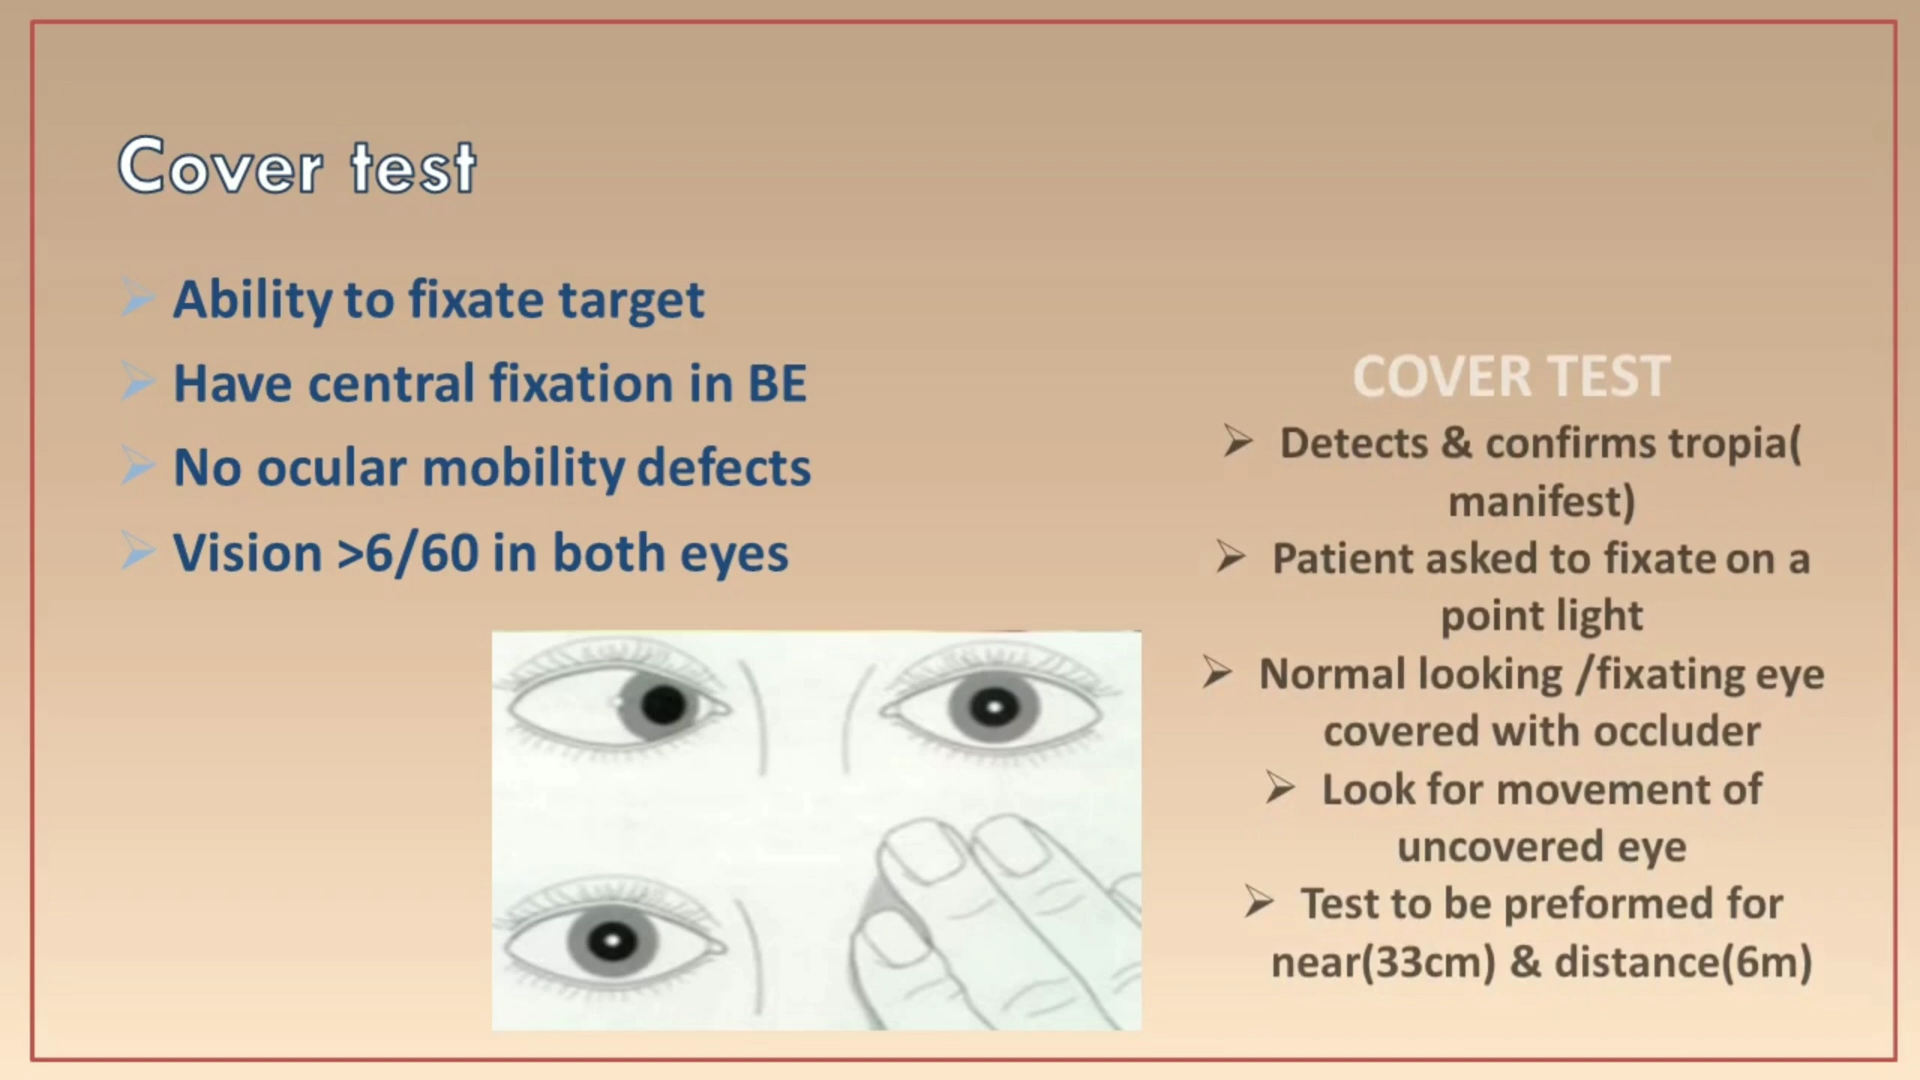 Cover test
Ability to fixate target
Have central fixation in BE
No ocular mobility defects
Vision >6/60 in both eyes
COVER TEST
Detects & confirms tropia(
manifest)
Patient asked to fixate on a
point light
Normal looking /fixating eye
covered with occluder
Look for movement of
uncovered eye
Test to be preformed for
near(33cm) & distance(6m)